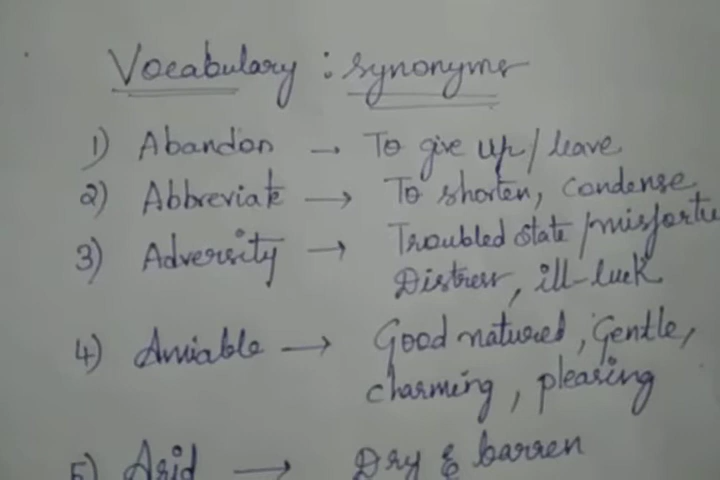 Vocabulary : synonyms
1) Abandon → To give up / leave
2) Abbreviate → To shorten, condense
3) Adversity → Troubled state / misfortu
Distress, ill-luck
4) Amiable → Good natured, Gentle,
charming, pleasing
5) Arid → Dry & barren